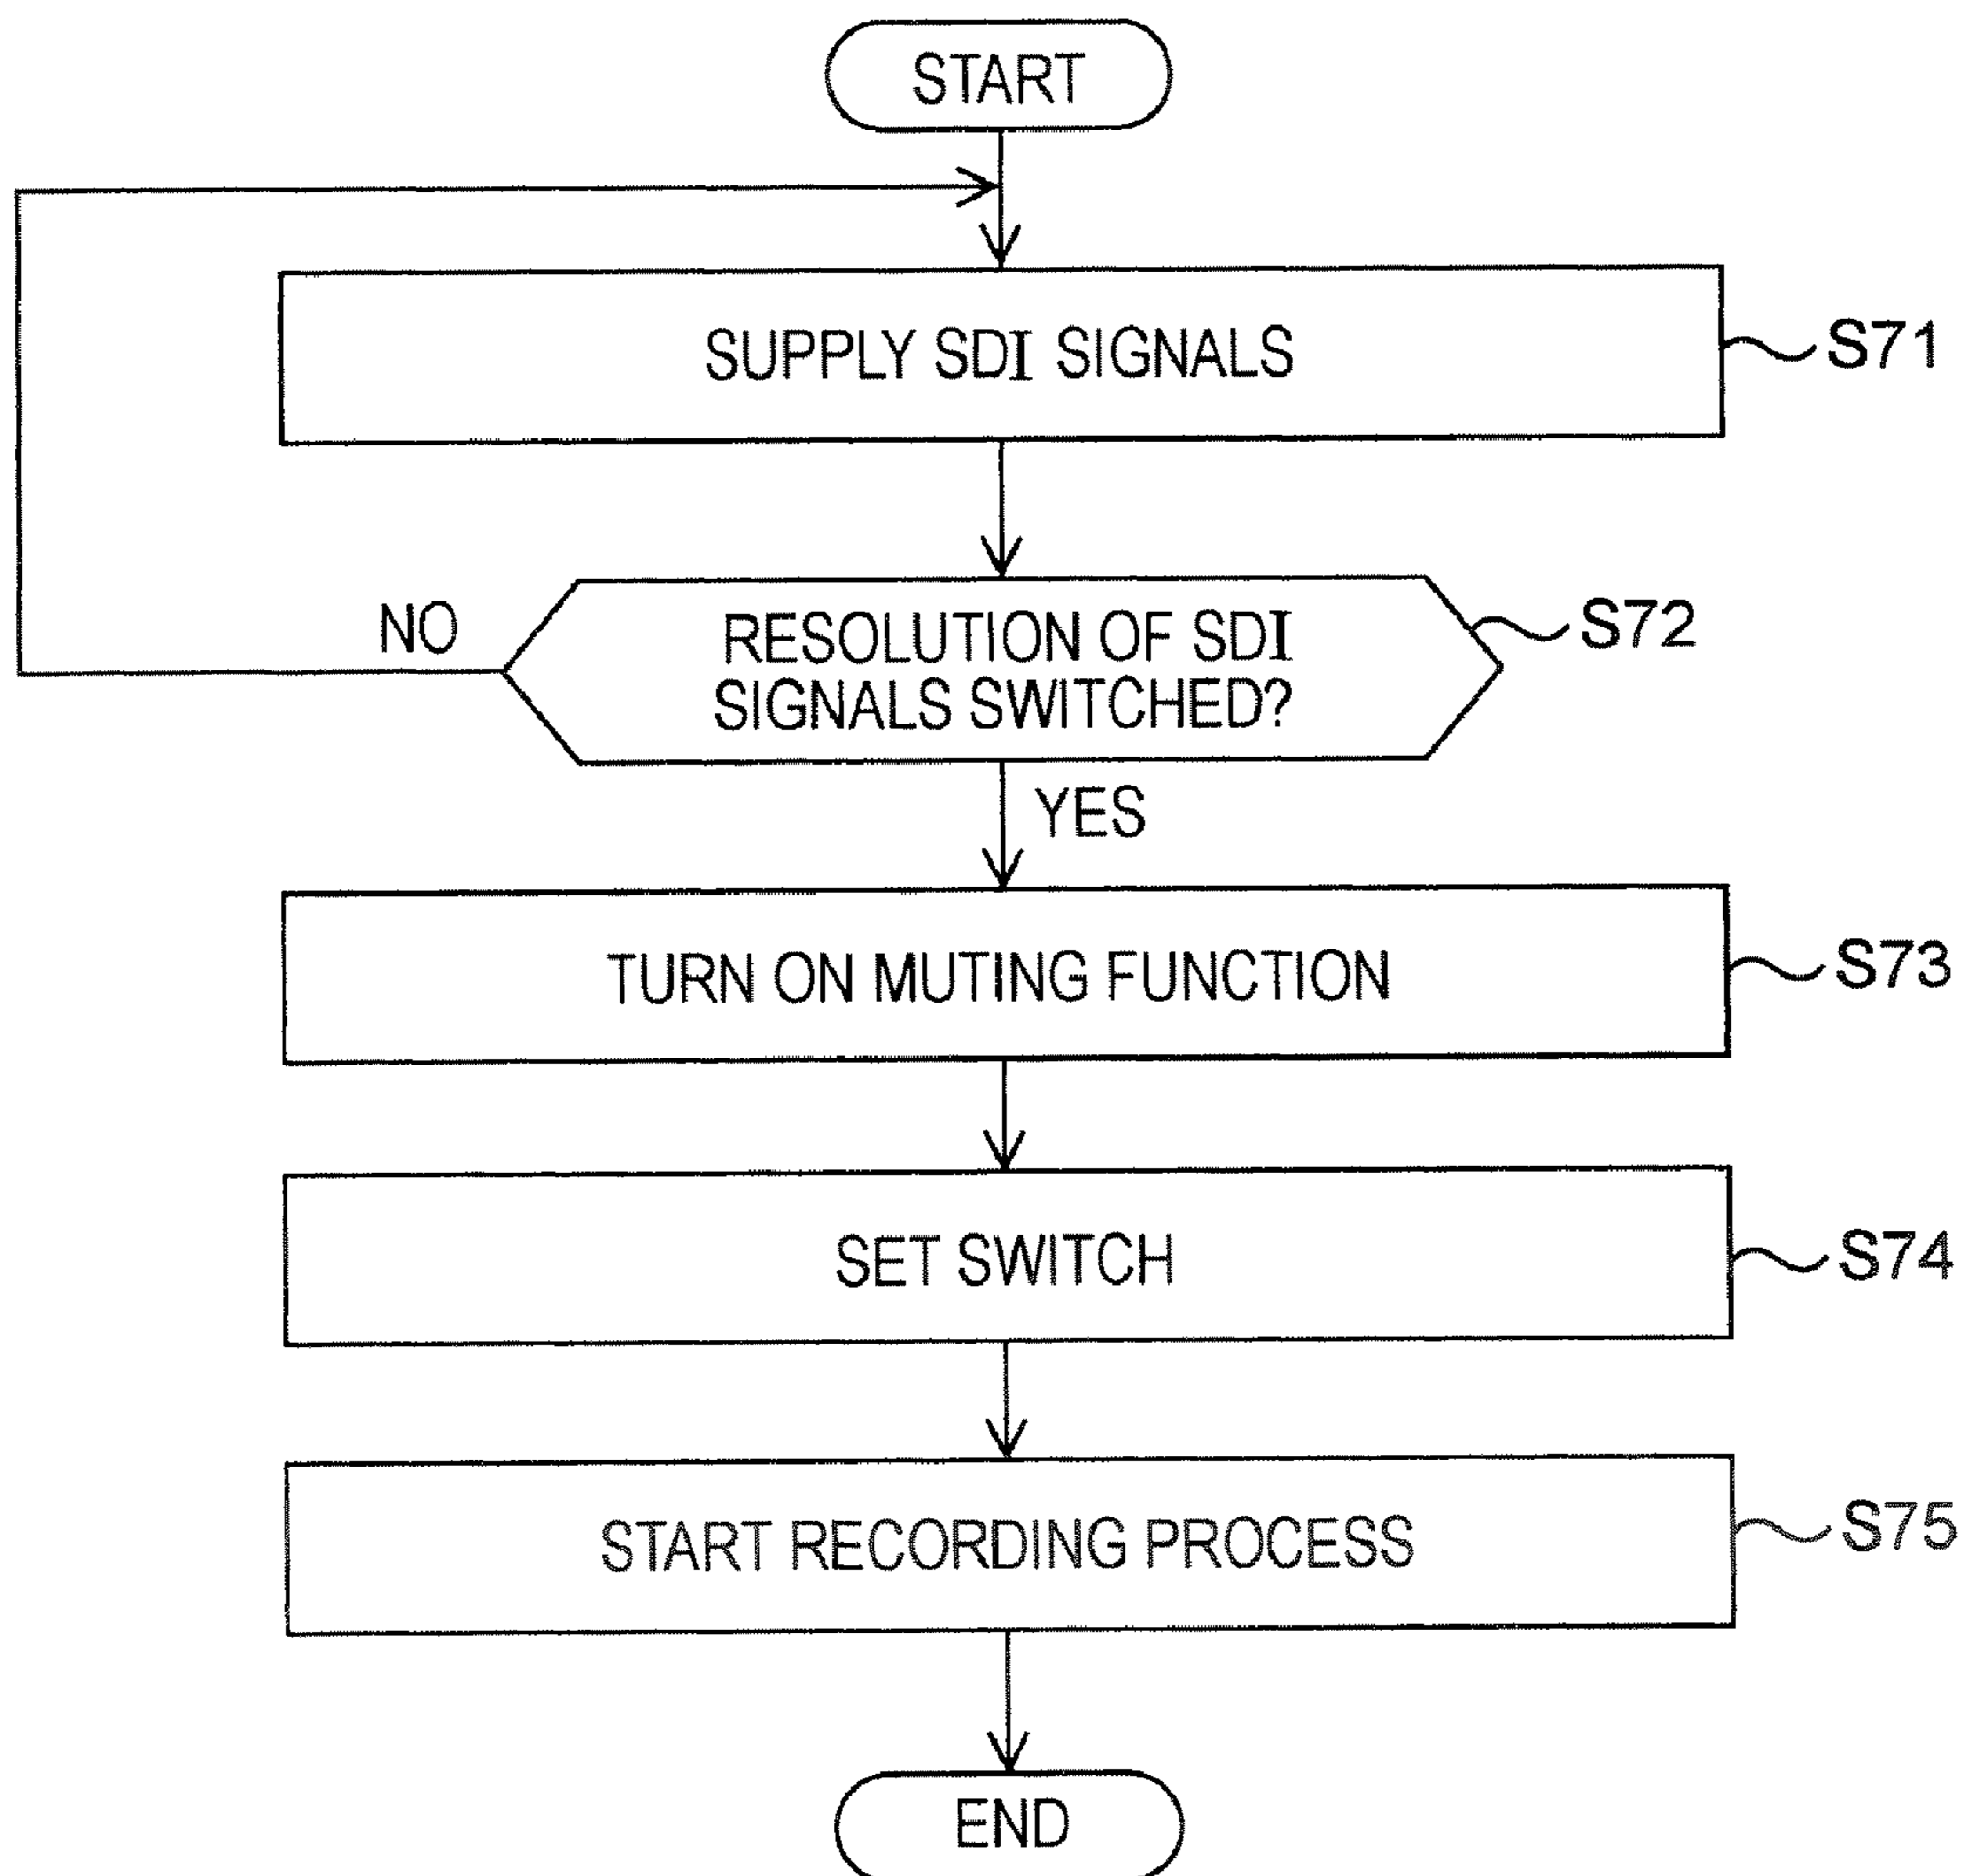 START
SUPPLY SDI SIGNALS
S71
RESOLUTION OF SDI
SIGNALS SWITCHED?
S72
NO
YES
TURN ON MUTING FUNCTION
S73
SET SWITCH
S74
START RECORDING PROCESS
S75
END